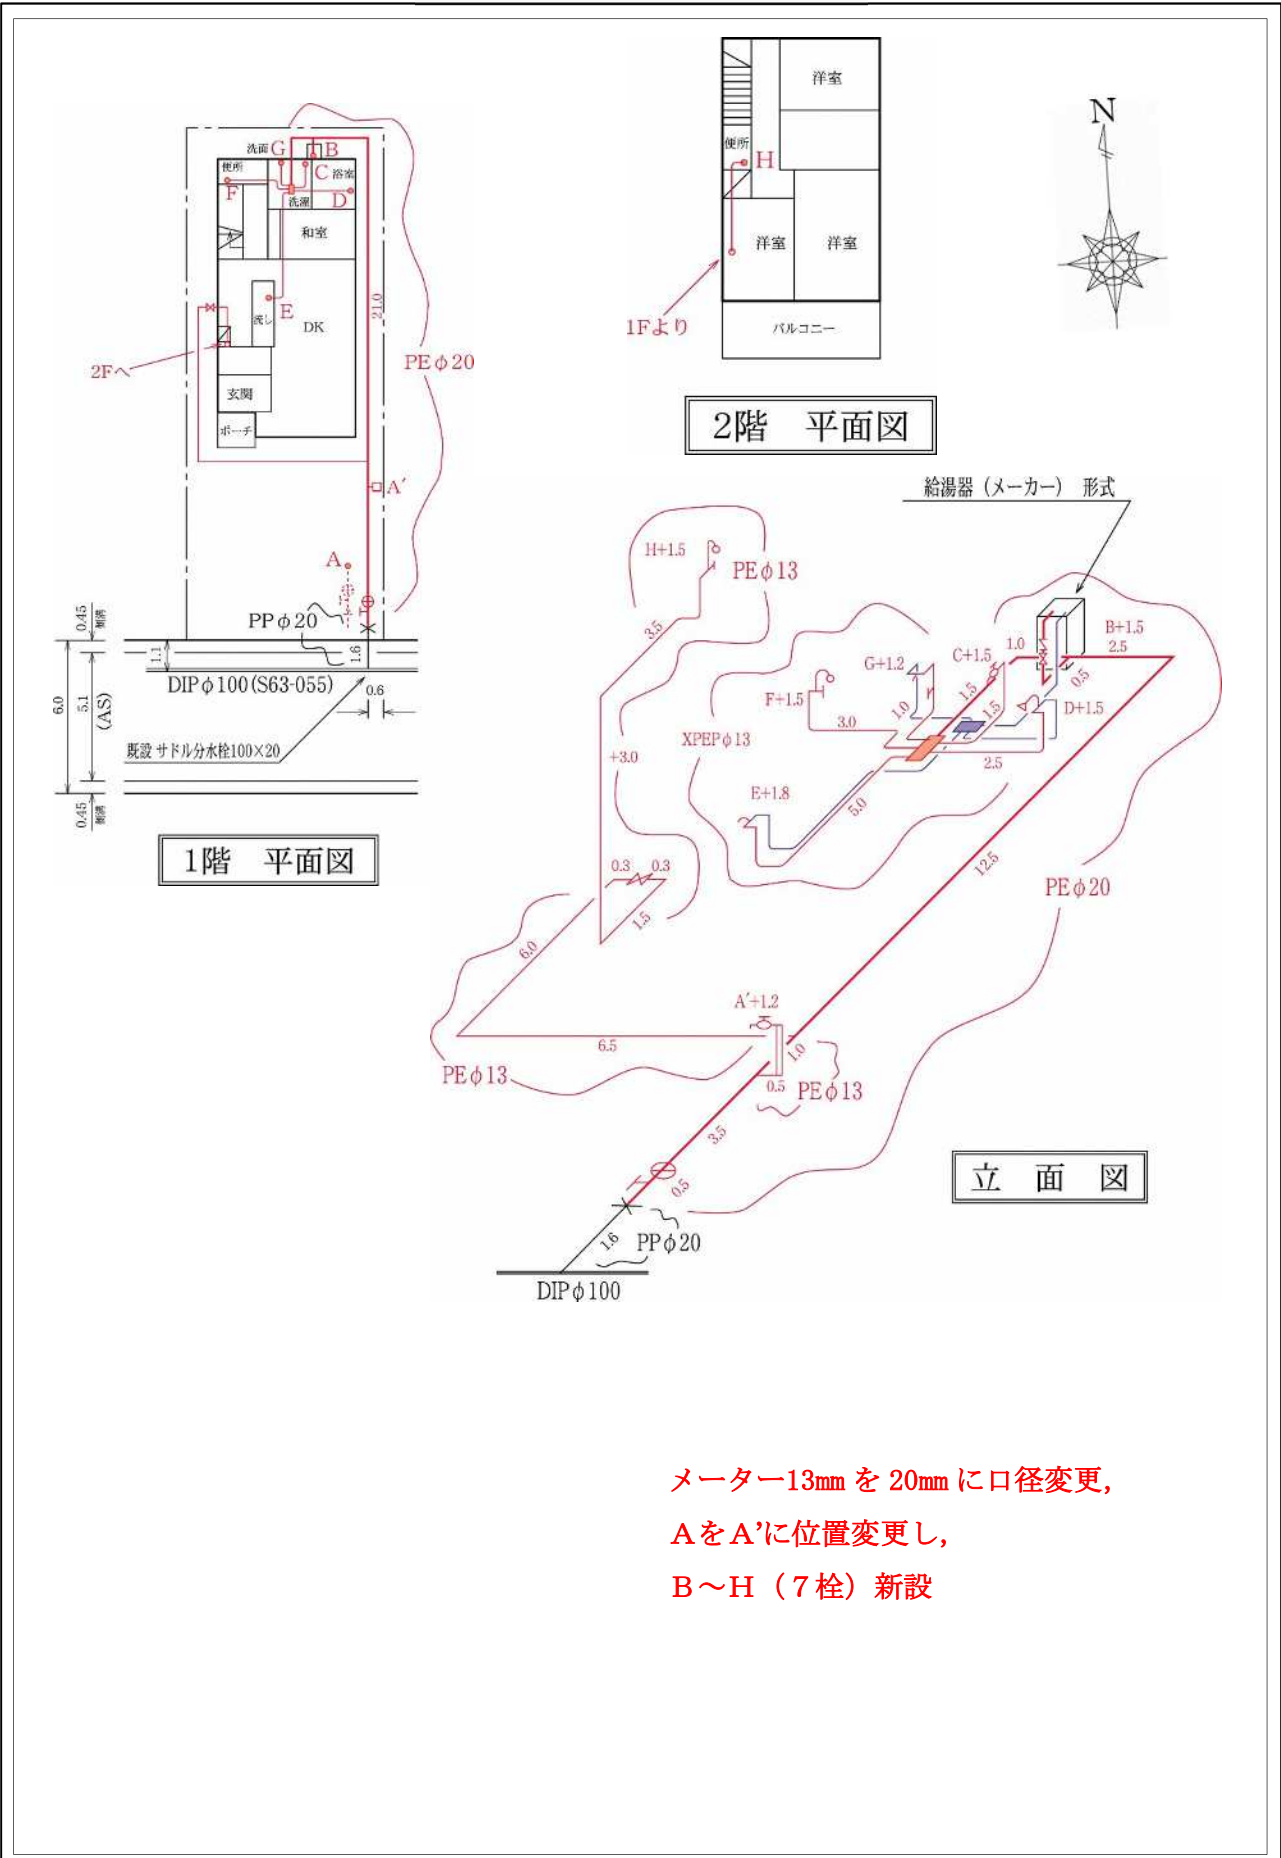 洋室
便所
H
洋室
洋室
1Fより
バルコニー
2階 平面図
N
洗面
G
B
便所
C
浴室
F
洗濯
D
和室
21.0
E
流し
DK
2Fへ
PEφ20
玄関
ポーチ
A´
A
PPφ20
0.45
側溝
1.1
1.6
DIPφ100(S63-055)
0.6
6.0
5.1
(AS)
既設 サドル分水栓100×20
0.45
側溝
1階 平面図
給湯器（メーカー） 形式
H+1.5
PEφ13
3.5
+3.0
0.3
0.3
1.5
B+1.5
1.0
2.5
C+1.5
0.5
G+1.2
1.5
F+1.5
1.0
1.5
D+1.5
3.0
XPEPφ13
2.5
E+1.8
5.0
12.5
PEφ20
6.0
A´+1.2
6.5
1.0
PEφ13
0.5
PEφ13
3.5
0.5
1.6
PPφ20
DIPφ100
立 面 図
メーター13㎜を20㎜に口径変更,
AをA’に位置変更し,
B～H（７栓）新設